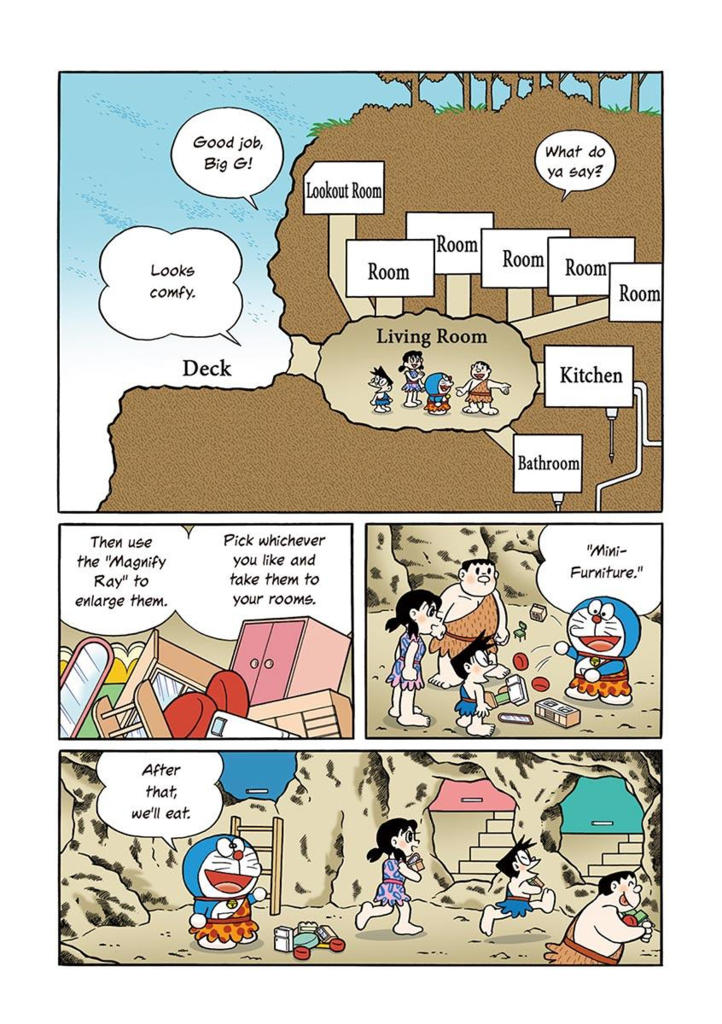 What do
ya say?
Good job,
Big G!
Looks
comfy.
Lookout Room
Room
Room
Room
Room
Room
Living Room
Deck
Kitchen
Bathroom
"Mini-
Furniture."
Pick whichever
you like and
take them to
your rooms.
Then use
the "Magnify
Ray" to
enlarge them.
After
that,
we'll eat.